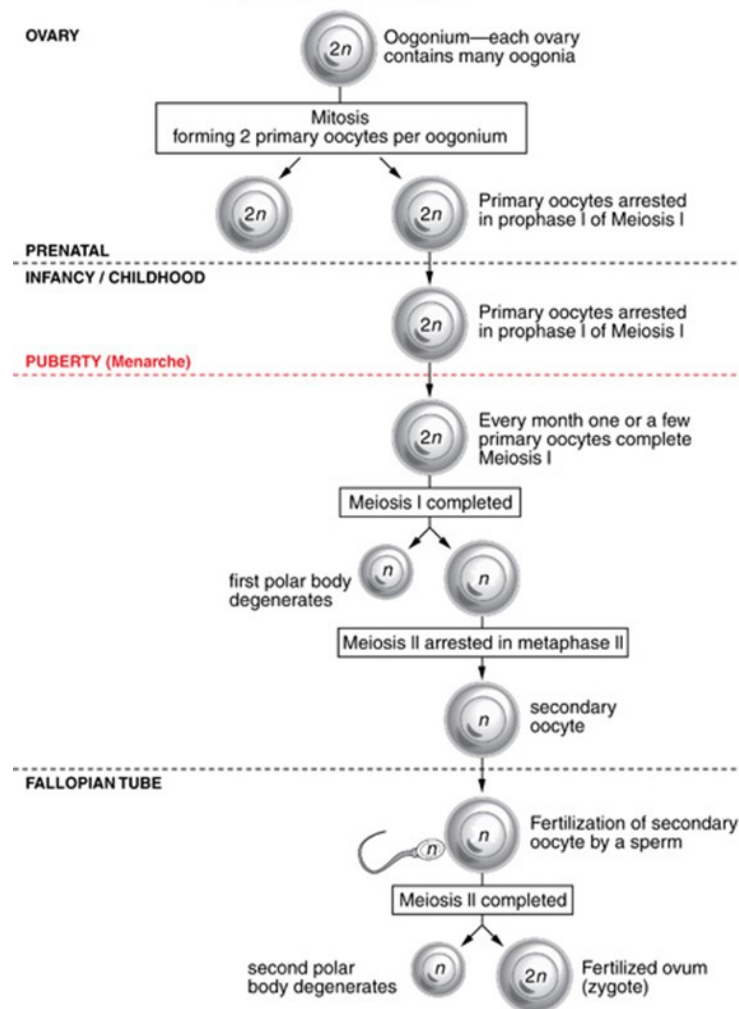 OVARY
2n
Oogonium—each ovary
contains many oogonia
Mitosis
forming 2 primary oocytes per oogonium
2n
2n
Primary oocytes arrested
in prophase I of Meiosis I
PRENATAL
INFANCY / CHILDHOOD
2n
Primary oocytes arrested
in prophase I of Meiosis I
PUBERTY (Menarche)
2n
Every month one or a few
primary oocytes complete
Meiosis I
Meiosis I completed
first polar body
degenerates
n
n
Meiosis II arrested in metaphase II
n
secondary
oocyte
FALLOPIAN TUBE
n
n
Fertilization of secondary
oocyte by a sperm
Meiosis II completed
second polar
body degenerates
n
2n
Fertilized ovum
(zygote)